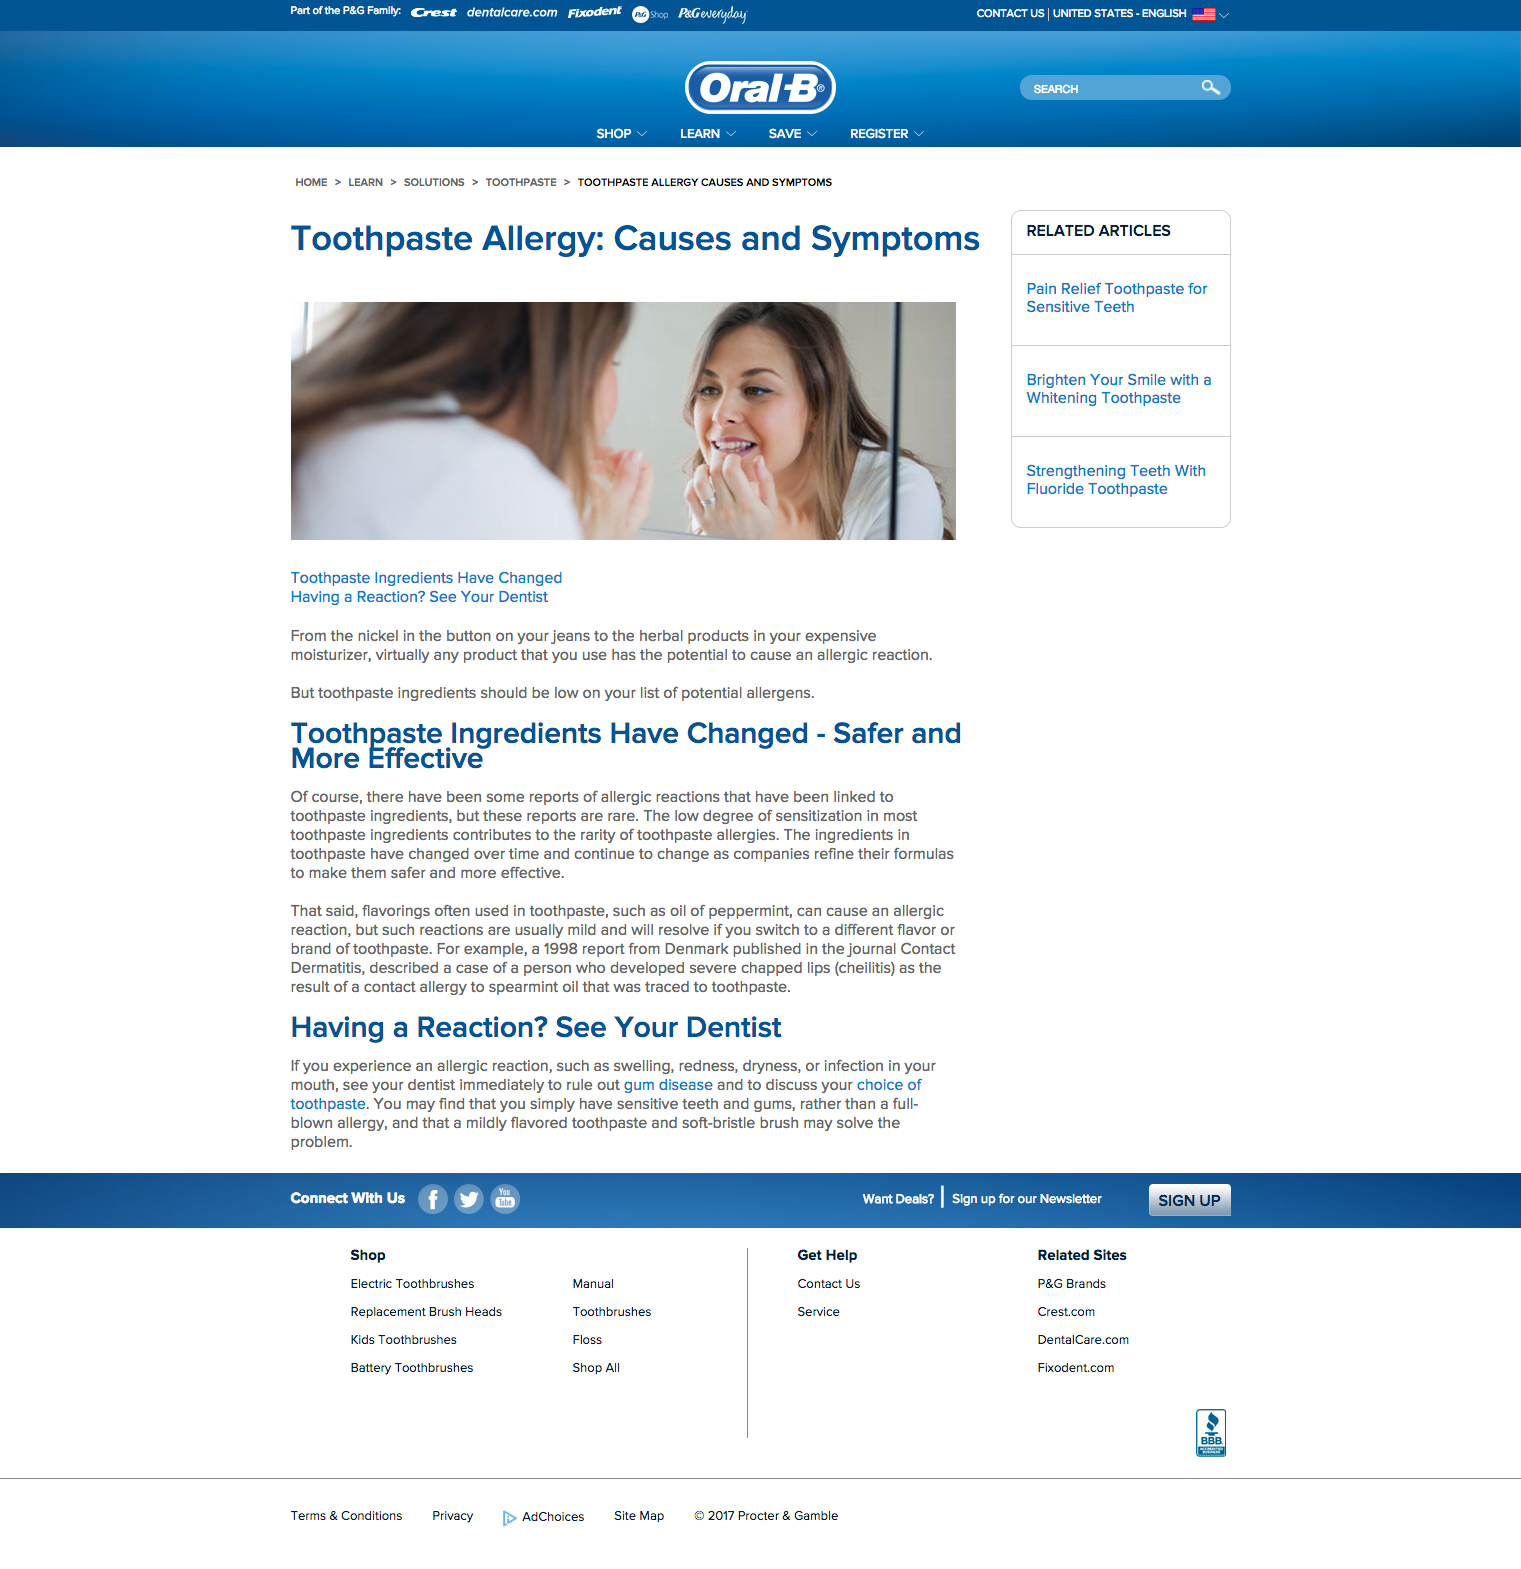 Part of the P&G Family: Crest dentalcare.com Fixodent P&G Shop P&G everyday
CONTACT US | UNITED STATES - ENGLISH
Oral-B®
SEARCH
SHOP LEARN SAVE REGISTER
HOME > LEARN > SOLUTIONS > TOOTHPASTE > TOOTHPASTE ALLERGY CAUSES AND SYMPTOMS
Toothpaste Allergy: Causes and Symptoms
RELATED ARTICLES
Pain Relief Toothpaste for
Sensitive Teeth
Brighten Your Smile with a
Whitening Toothpaste
Strengthening Teeth With
Fluoride Toothpaste
Toothpaste Ingredients Have Changed
Having a Reaction? See Your Dentist
From the nickel in the button on your jeans to the herbal products in your expensive
moisturizer, virtually any product that you use has the potential to cause an allergic reaction.
But toothpaste ingredients should be low on your list of potential allergens.
Toothpaste Ingredients Have Changed - Safer and
More Effective
Of course, there have been some reports of allergic reactions that have been linked to
toothpaste ingredients, but these reports are rare. The low degree of sensitization in most
toothpaste ingredients contributes to the rarity of toothpaste allergies. The ingredients in
toothpaste have changed over time and continue to change as companies refine their formulas
to make them safer and more effective.
That said, flavorings often used in toothpaste, such as oil of peppermint, can cause an allergic
reaction, but such reactions are usually mild and will resolve if you switch to a different flavor or
brand of toothpaste. For example, a 1998 report from Denmark published in the journal Contact
Dermatitis, described a case of a person who developed severe chapped lips (cheilitis) as the
result of a contact allergy to spearmint oil that was traced to toothpaste.
Having a Reaction? See Your Dentist
If you experience an allergic reaction, such as swelling, redness, dryness, or infection in your
mouth, see your dentist immediately to rule out gum disease and to discuss your choice of
toothpaste. You may find that you simply have sensitive teeth and gums, rather than a full-
blown allergy, and that a mildly flavored toothpaste and soft-bristle brush may solve the
problem.
Connect With Us f You Tube
Want Deals? | Sign up for our Newsletter SIGN UP
Shop
Electric Toothbrushes
Replacement Brush Heads
Kids Toothbrushes
Battery Toothbrushes
Manual
Toothbrushes
Floss
Shop All
Get Help
Contact Us
Service
Related Sites
P&G Brands
Crest.com
DentalCare.com
Fixodent.com
BBB
ACCREDITED
BUSINESS
Terms & Conditions Privacy AdChoices Site Map © 2017 Procter & Gamble